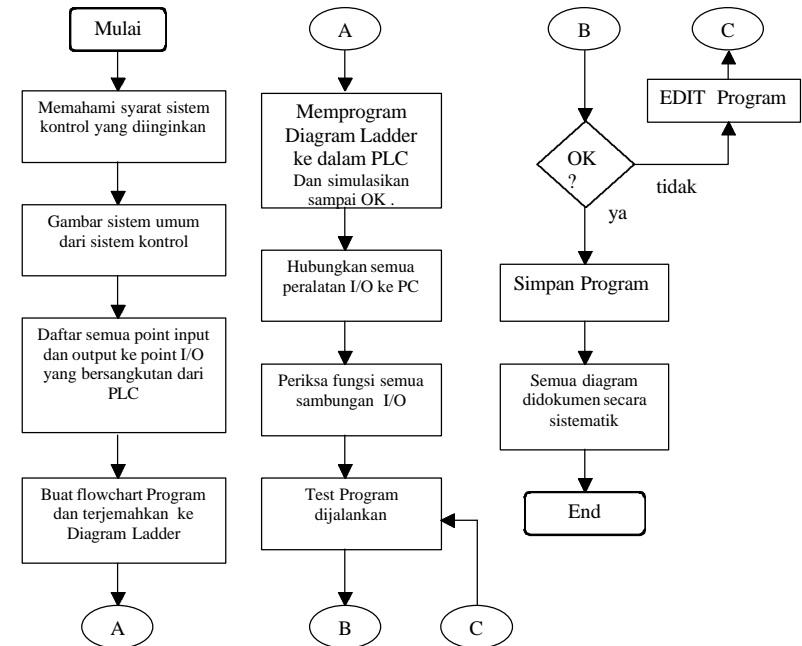 Mulai
Memahami syarat sistem
kontrol yang diinginkan
Gambar sistem umum
dari sistem kontrol
Daftar semua point input
dan output ke point I/O
yang bersangkutan dari
PLC
Buat flowchart Program
dan terjemahkan ke
Diagram Ladder
A
A
Memprogram
Diagram Ladder
ke dalam PLC
Dan simulasikan
sampai OK .
Hubungkan semua
peralatan I/O ke PC
Periksa fungsi semua
sambungan I/O
Test Program
dijalankan
B
C
B
OK
?
tidak
ya
Simpan Program
Semua diagram
didokumen secara
sistematik
End
C
EDIT Program